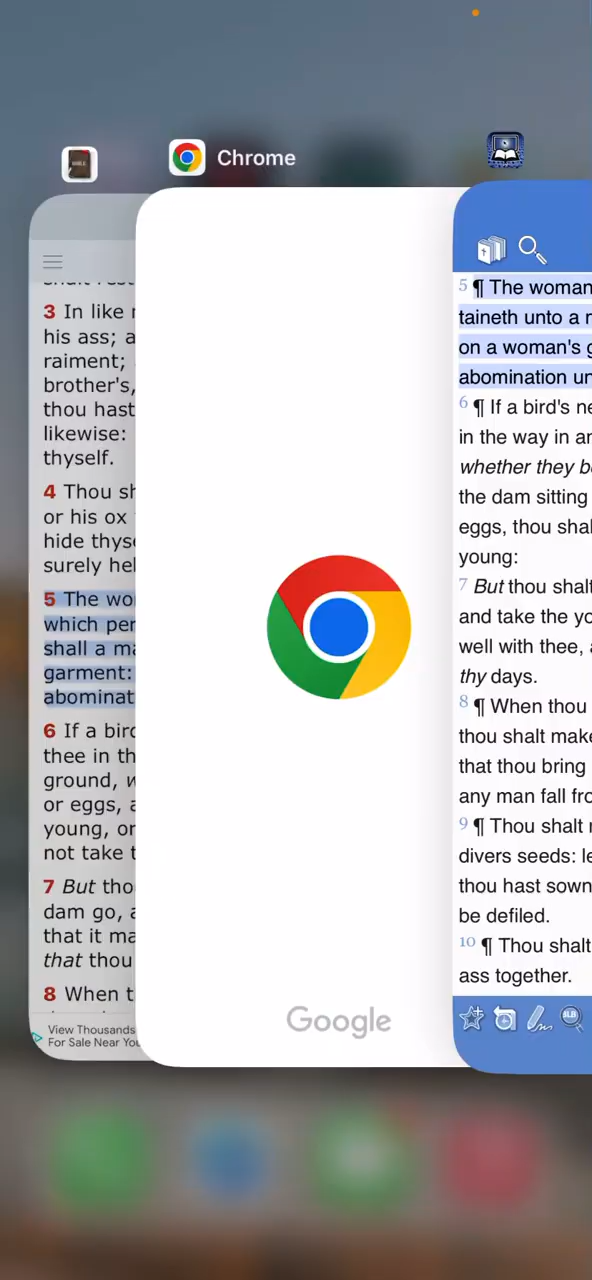 Chrome
3 In like
his ass; a
raiment;
brother's,
thou hast
likewise:
thyself.
4 Thou sh
or his ox
hide thyse
surely hel
5 The wo
which per
shall a ma
garment:
abominat
6 If a bird
thee in th
ground, w
or eggs, a
young, or
not take t
7 But tho
dam go, a
that it ma
that thou
8 When t
View Thousands
For Sale Near You
Google
5 ¶ The woman
taineth unto a m
on a woman's g
abomination un
6 ¶ If a bird's ne
in the way in an
whether they be
the dam sitting
eggs, thou shal
young:
7 But thou shalt
and take the yo
well with thee, a
thy days.
8 ¶ When thou
thou shalt make
that thou bring
any man fall fro
9 ¶ Thou shalt n
divers seeds: le
thou hast sown
be defiled.
10 ¶ Thou shalt
ass together.
BLB